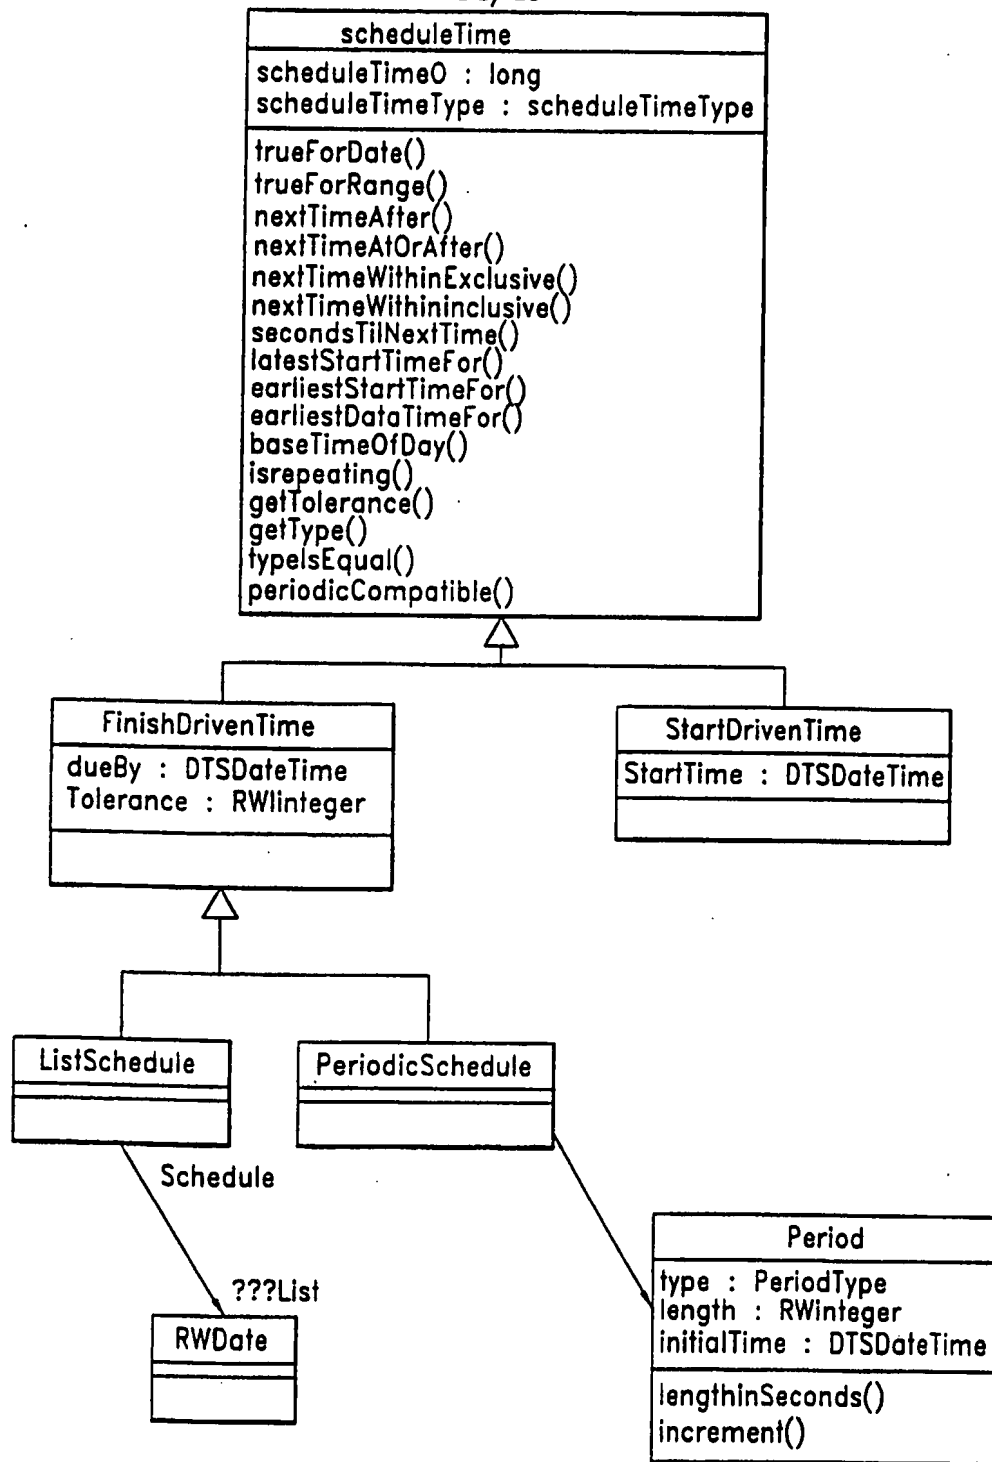 scheduleTime
scheduleTime0 : long
scheduleTimeType : scheduleTimeType
trueForDate()
trueForRange()
nextTimeAfter()
nextTimeAtOrAfter()
nextTimeWithinExclusive()
nextTimeWithininclusive()
secondsTilNextTime()
latestStartTimeFor()
earliestStartTimeFor()
earliestDataTimeFor()
baseTimeOfDay()
isrepeating()
getTolerance()
getType()
typeIsEqual()
periodicCompatible()
FinishDrivenTime
dueBy : DTSDateTime
Tolerance : RWIinteger
StartDrivenTime
StartTime : DTSDateTime
ListSchedule
PeriodicSchedule
Schedule
???List
RWDate
Period
type : PeriodType
length : RWinteger
initialTime : DTSDateTime
lengthinSeconds()
increment()